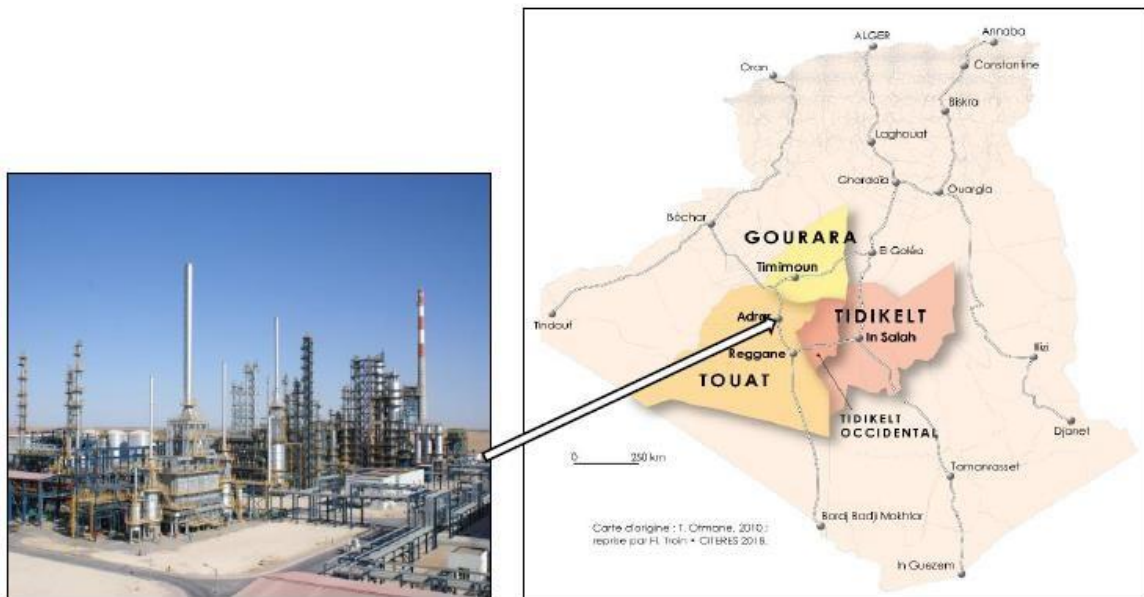 ALGER
Annaba
Constantine
Oran
Biskra
Laghouat
Ghardaïa
Ouargla
Béchar
GOURARA
El Goléa
Timimoun
Tindouf
Adrar
TIDIKELT
In Salah
Reggane
Illizi
TOUAT
TIDIKELT
OCCIDENTAL
Djanet
0 250 km
Tamanrasset
Bordj Badji Mokhtar
Carte d'origine : T. Otmane, 2010 ;
reprise par Fl. Troin • CITERES 2018.
In Guezem